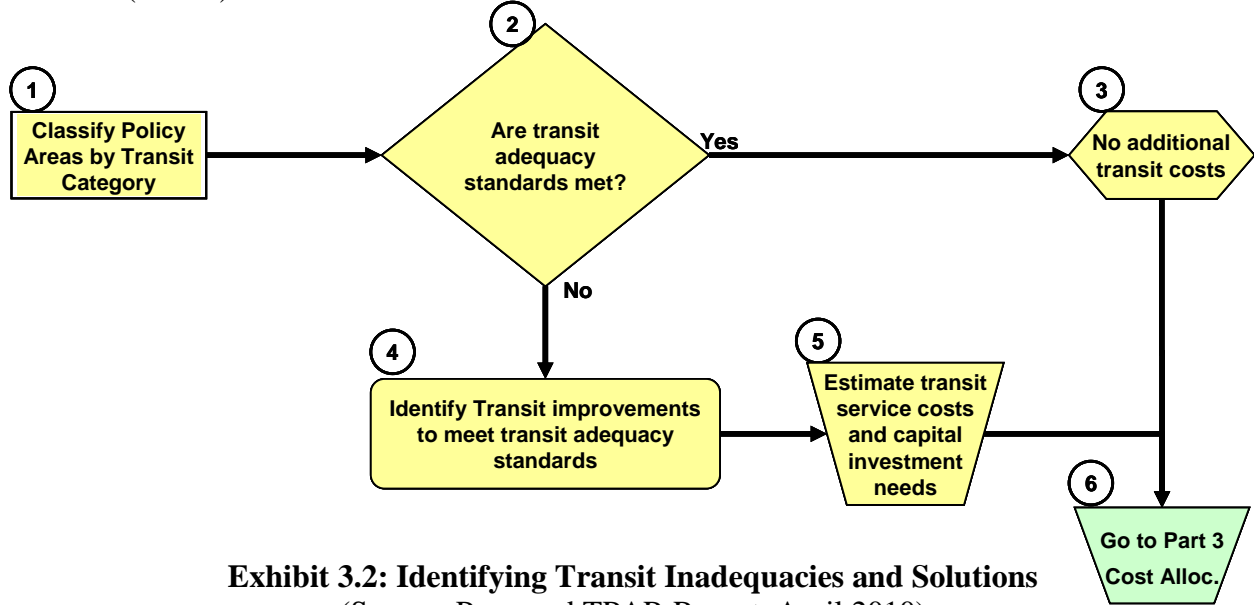 1
Classify Policy
Areas by Transit
Category
2
Are transit
adequacy
standards met?
Yes
3
No additional
transit costs
No
4
Identify Transit improvements
to meet transit adequacy
standards
5
Estimate transit
service costs
and capital
investment
needs
6
Go to Part 3
Cost Alloc.
Exhibit 3.2: Identifying Transit Inadequacies and Solutions